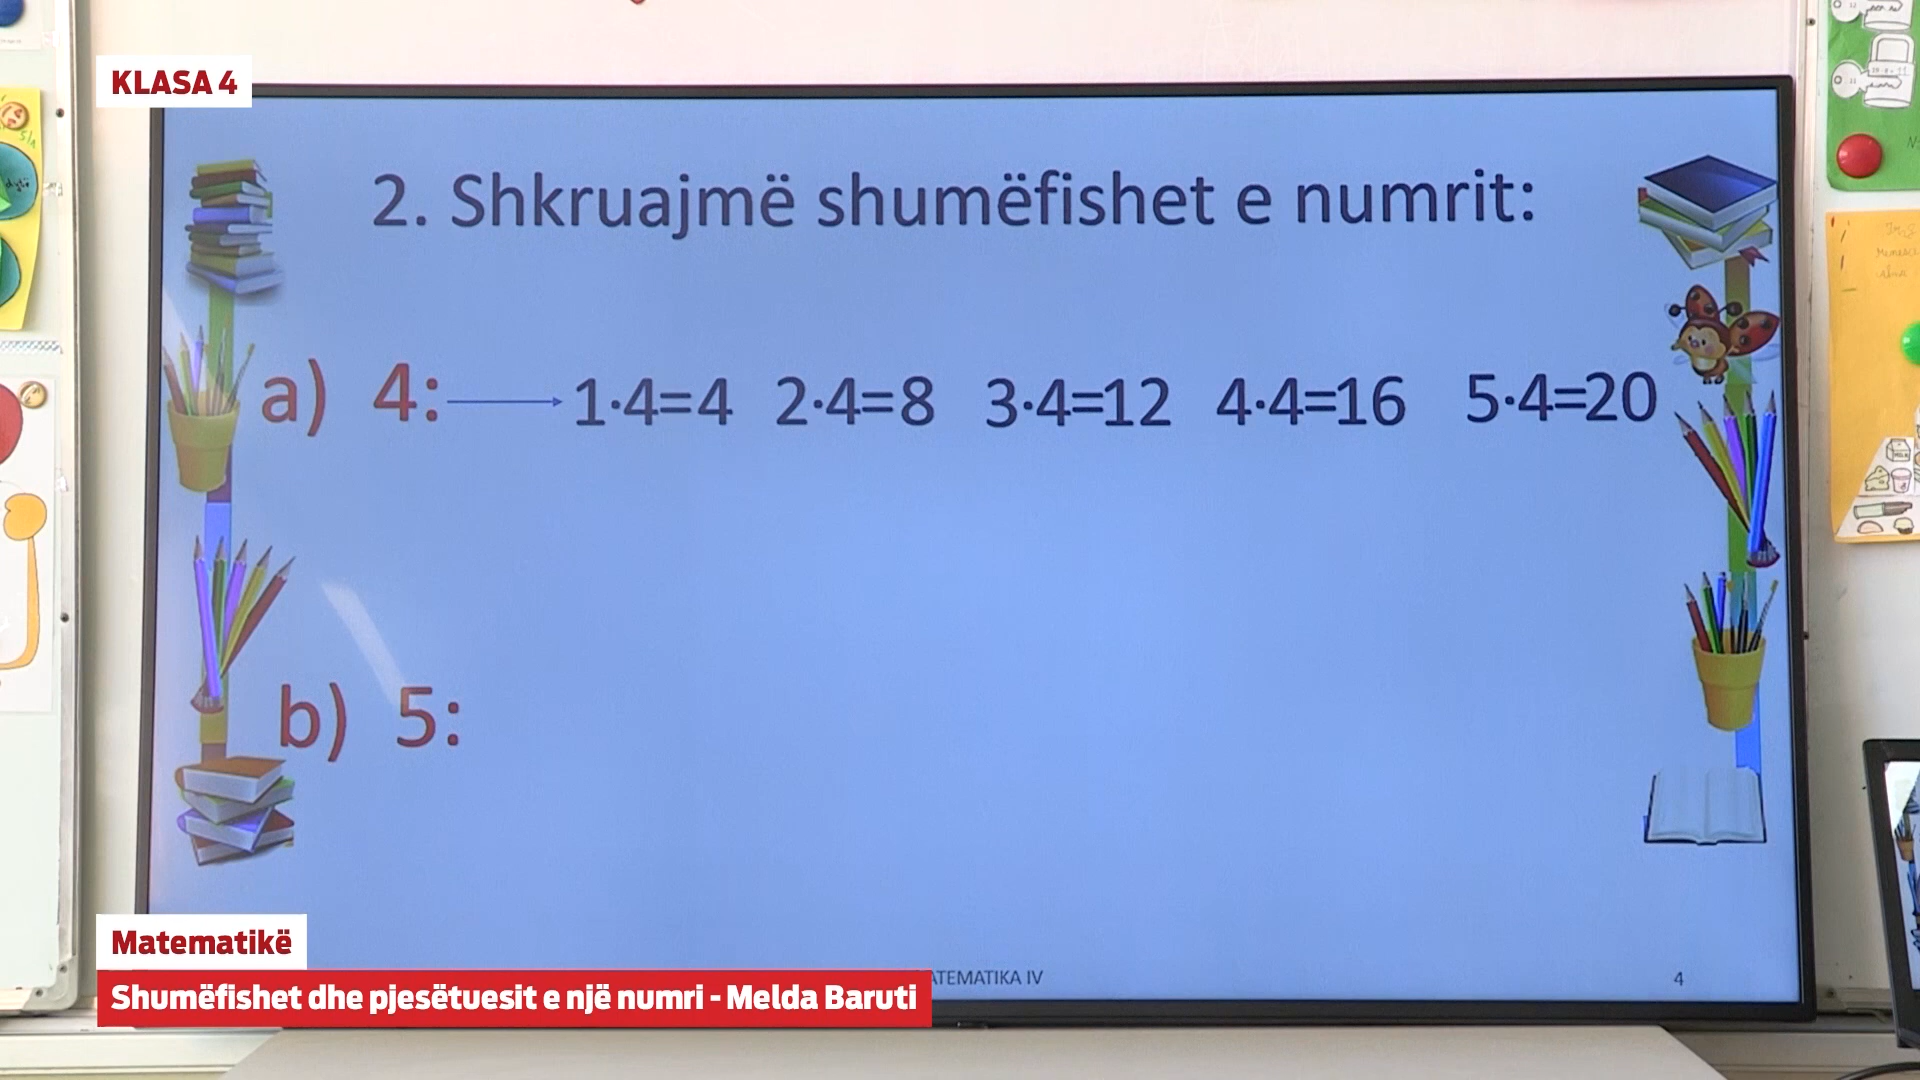 KLASA 4
2. Shkruajmë shumëfishet e numrit:
a) 4: 1·4=4 2·4=8 3·4=12 4·4=16 5·4=20
b) 5:
Matematikë
Shumëfishet dhe pjesëtuesit e një numri - Melda Baruti
IV
4